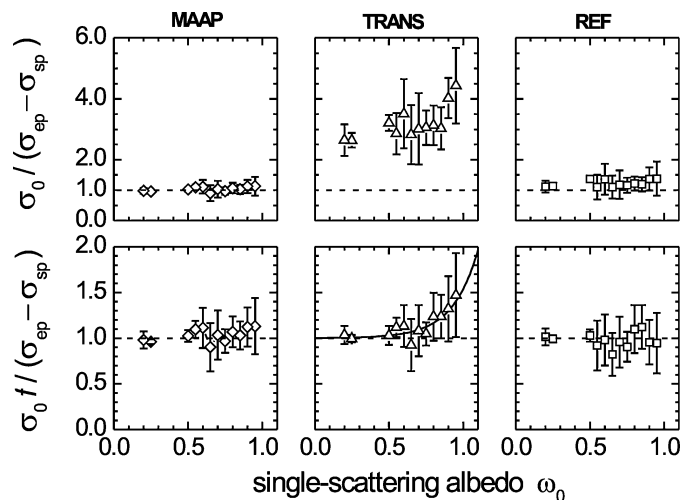 MAAP TRANS REF
σ0 / (σep − σsp)
6.0
4.0
2.0
1.0
0.0
σ0 f / (σep − σsp)
2.0
1.5
1.0
0.5
0.0
0.0 0.5 1.0 0.0 0.5 1.0 0.0 0.5 1.0
single-scattering albedo ω0